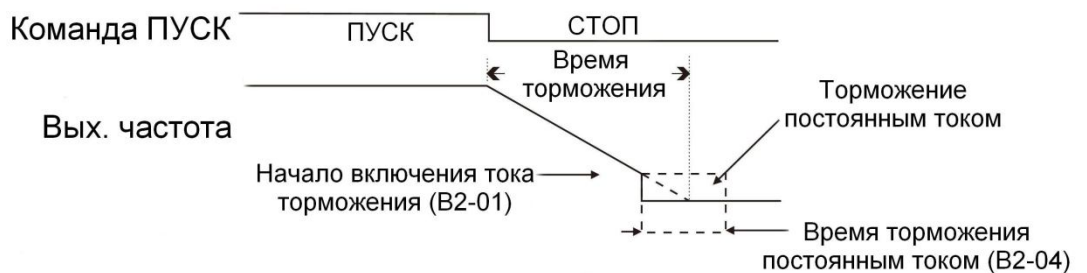 Команда ПУСК
ПУСК
СТОП
Время
торможения
Торможение
постоянным током
Вых. частота
Начало включения тока
торможения (B2-01)
Время торможения
постоянным током (B2-04)